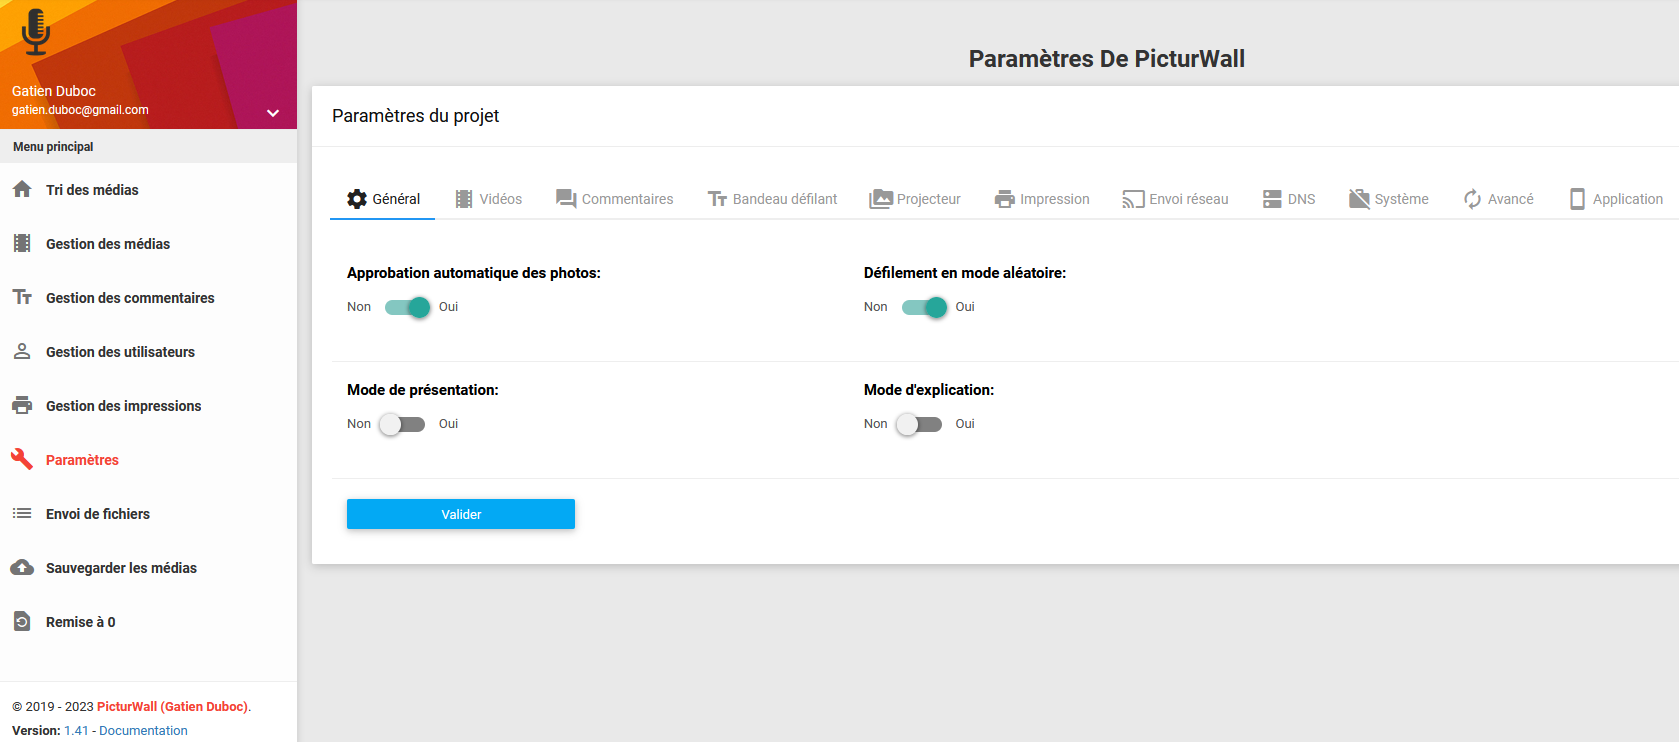 Gatien Duboc
gatien.duboc@gmail.com
Menu principal
Tri des médias
Gestion des médias
Gestion des commentaires
Gestion des utilisateurs
Gestion des impressions
Paramètres
Envoi de fichiers
Sauvegarder les médias
Remise à 0
© 2019 - 2023 PicturWall (Gatien Duboc).
Version: 1.41 - Documentation
Paramètres De PicturWall
Paramètres du projet
Général Vidéos Commentaires Bandeau défilant Projecteur Impression Envoi réseau DNS Système Avancé Application
Approbation automatique des photos: Défilement en mode aléatoire:
Non Oui Non Oui
Mode de présentation: Mode d'explication:
Non Oui Non Oui
Valider